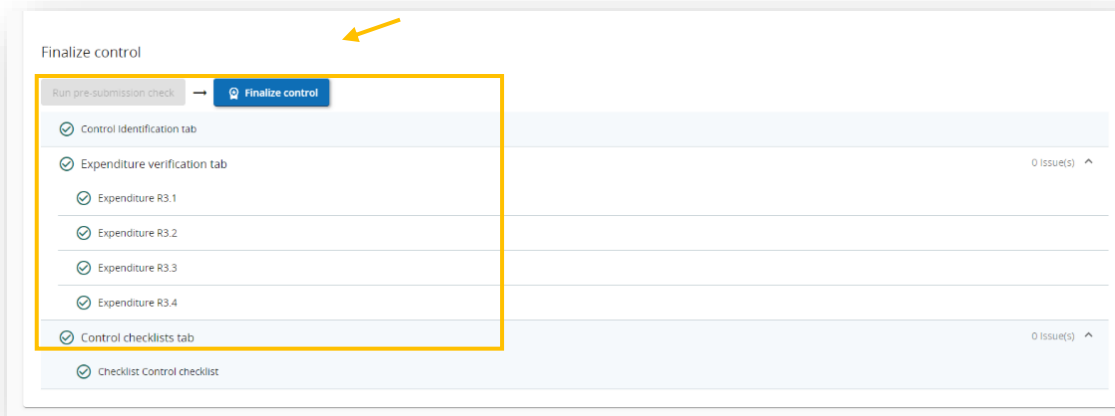 Finalize control
Run pre-submission check → Finalize control
Control Identification tab
Expenditure verification tab 0 Issue(s)
Expenditure R3.1
Expenditure R3.2
Expenditure R3.3
Expenditure R3.4
Control checklists tab 0 Issue(s)
Checklist Control checklist